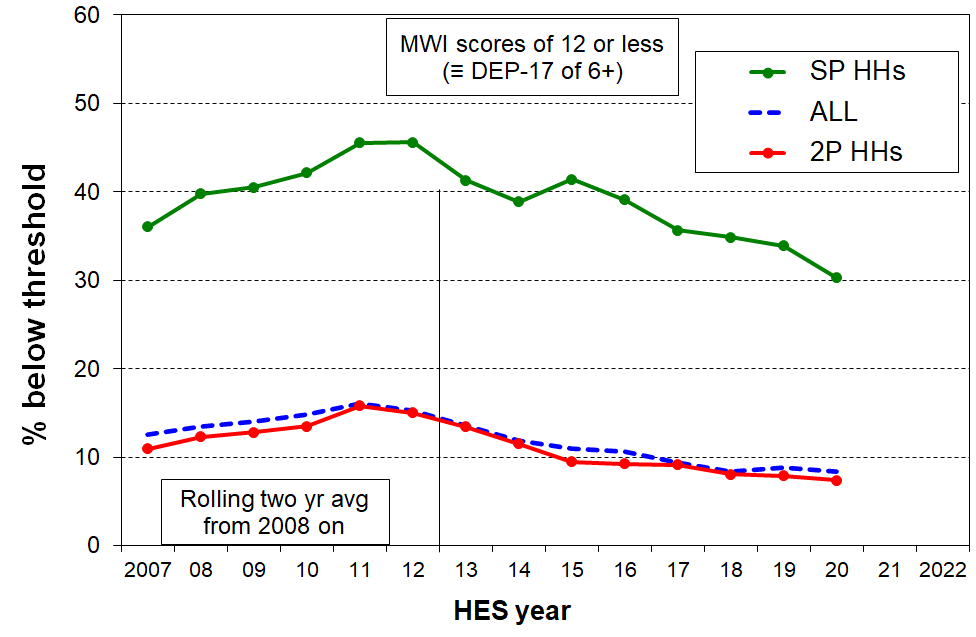 MWI scores of 12 or less
(≡ DEP-17 of 6+)
SP HHs
ALL
2P HHs
60
50
40
30
20
10
0
% below threshold
Rolling two yr avg
from 2008 on
2007 08 09 10 11 12 13 14 15 16 17 18 19 20 21 2022
HES year